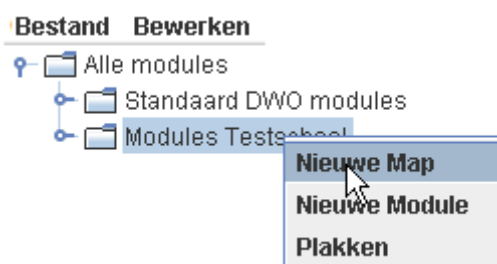 Bestand Bewerken
Alle modules
Standaard DWO modules
Modules Testschool
Nieuwe Map
Nieuwe Module
Plakken